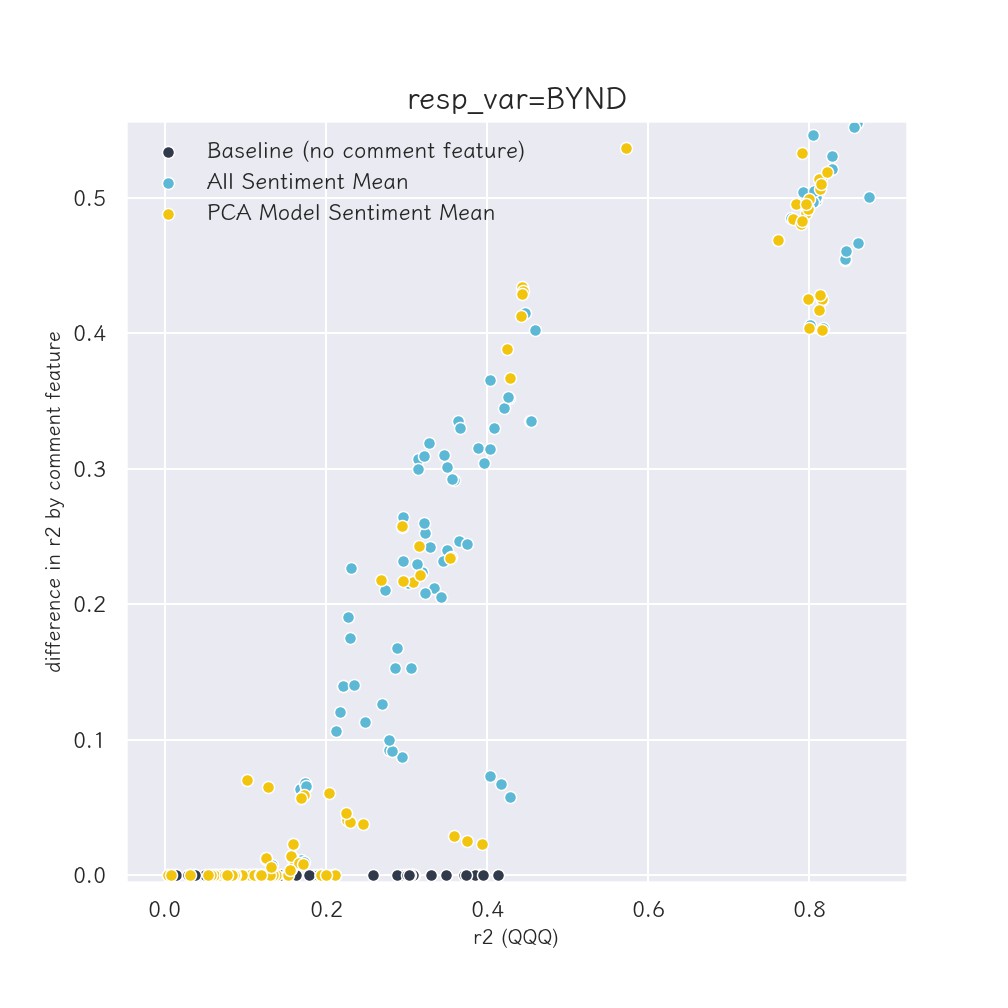 resp_var=BYND
Baseline (no comment feature)
All Sentiment Mean
PCA Model Sentiment Mean
difference in r2 by comment feature
0.5
0.4
0.3
0.2
0.1
0.0
0.0 0.2 0.4 0.6 0.8
r2 (QQQ)